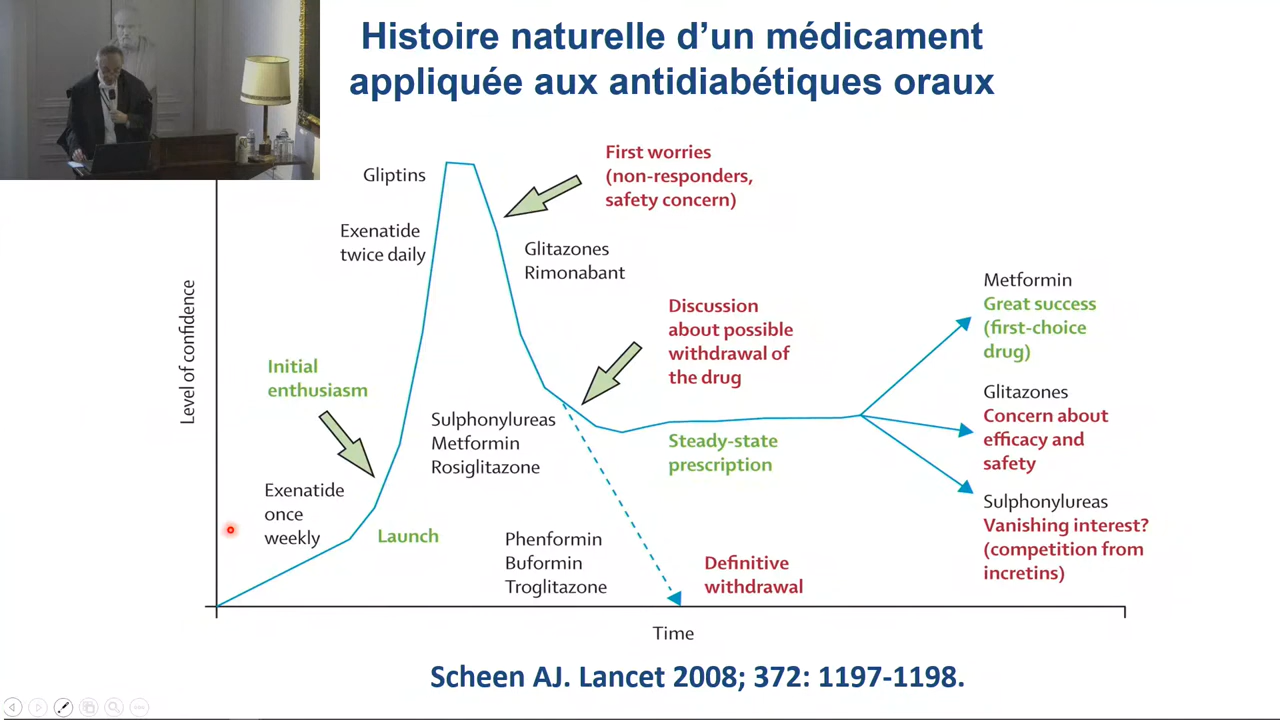 Histoire naturelle d’un médicament
appliquée aux antidiabétiques oraux
First worries
(non-responders,
safety concern)
Gliptins
Exenatide
twice daily
Glitazones
Rimonabant
Level of confidence
Discussion
about possible
withdrawal of
the drug
Metformin
Great success
(first-choice
drug)
Initial
enthusiasm
Glitazones
Concern about
efficacy and
safety
Sulphonylureas
Metformin
Rosiglitazone
Steady-state
prescription
Exenatide
once
weekly
Launch
Sulphonylureas
Vanishing interest?
(competition from
incretins)
Phenformin
Buformin
Troglitazone
Definitive
withdrawal
Time
Scheen AJ. Lancet 2008; 372: 1197-1198.